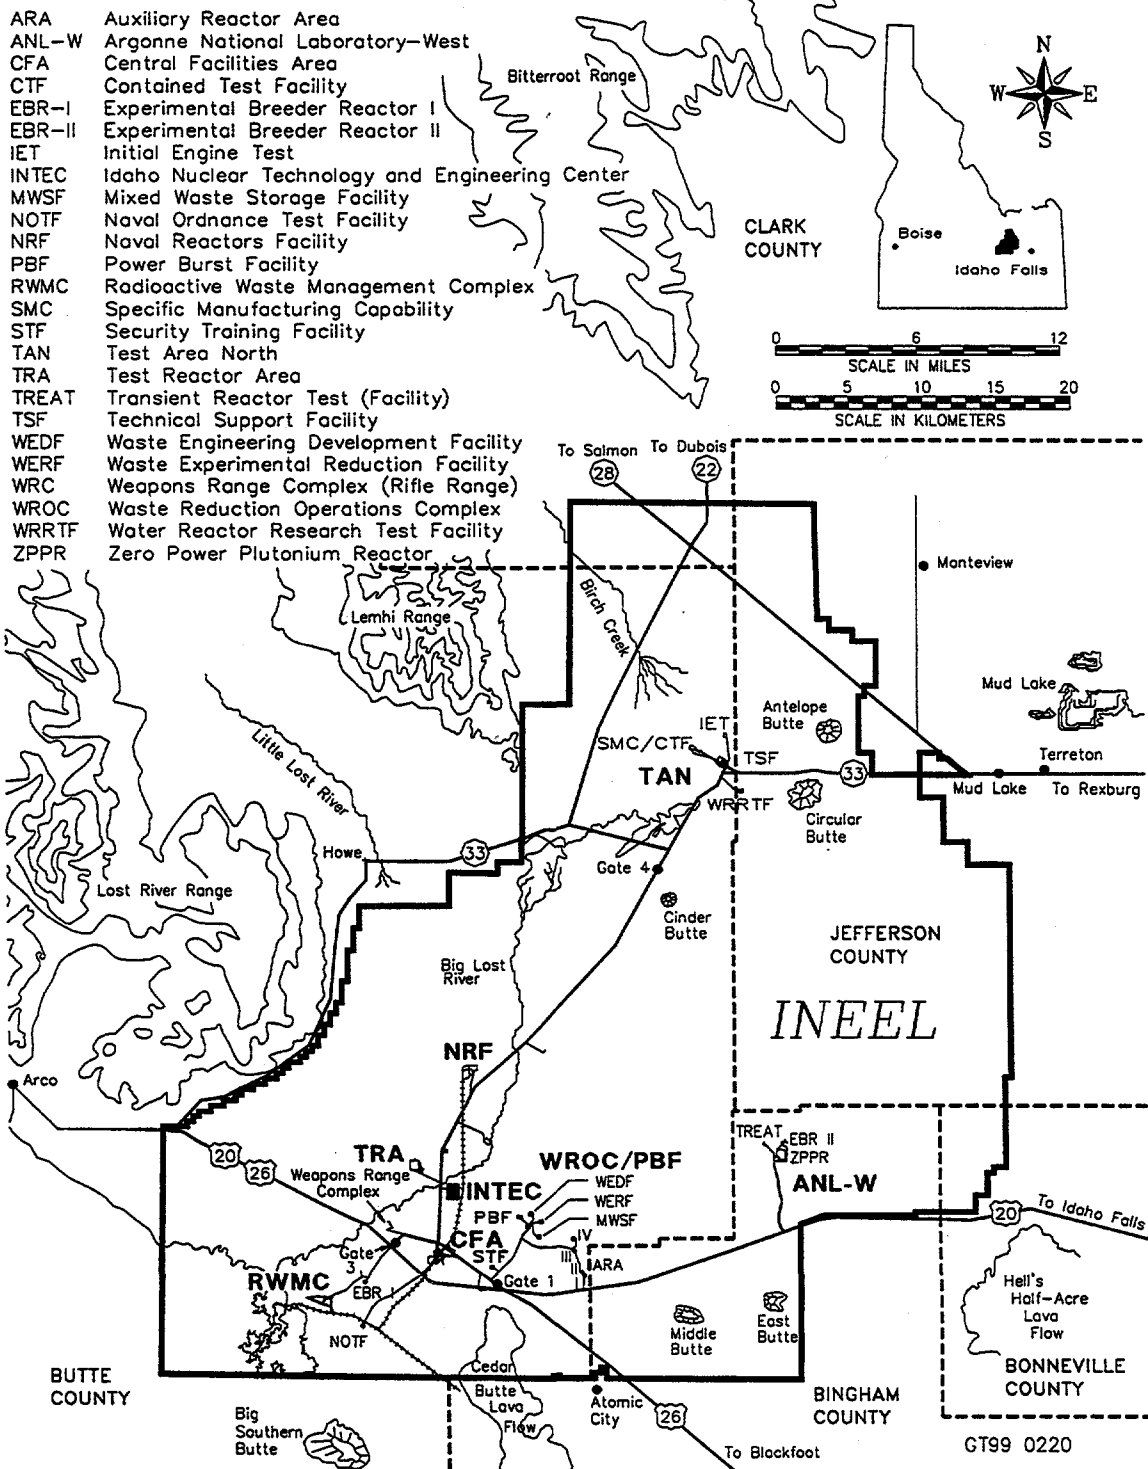 ARA Auxiliary Reactor Area
ANL-W Argonne National Laboratory-West
CFA Central Facilities Area
CTF Contained Test Facility
EBR-I Experimental Breeder Reactor I
EBR-II Experimental Breeder Reactor II
IET Initial Engine Test
INTEC Idaho Nuclear Technology and Engineering Center
MWSF Mixed Waste Storage Facility
NOTF Naval Ordnance Test Facility
NRF Naval Reactors Facility
PBF Power Burst Facility
RWMC Radioactive Waste Management Complex
SMC Specific Manufacturing Capability
STF Security Training Facility
TAN Test Area North
TRA Test Reactor Area
TREAT Transient Reactor Test (Facility)
TSF Technical Support Facility
WEDF Waste Engineering Development Facility
WERF Waste Experimental Reduction Facility
WRC Weapons Range Complex (Rifle Range)
WROC Waste Reduction Operations Complex
WRRTF Water Reactor Research Test Facility
ZPPR Zero Power Plutonium Reactor
Bitterroot Range
N
W E
S
CLARK
COUNTY
Boise
Idaho Falls
0 6 12
SCALE IN MILES
0 5 10 15 20
SCALE IN KILOMETERS
To Salmon
To Dubois
28
22
Monteview
Lemhi Range
Birch Creek
Mud Lake
Antelope
Butte
IET
SMC/CTF
TSF
TAN
WRRTF
33
Terreton
Mud Lake
To Rexburg
Little Lost
River
Circular
Butte
Howe
33
Gate 4
Lost River Range
Cinder
Butte
JEFFERSON
COUNTY
Big Lost
River
INEEL
NRF
Arco
TREAT
EBR II
ZPPR
20
26
TRA
Weapons Range
Complex
INTEC
WROC/PBF
WEDF
WERF
MWSF
PBF
ANL-W
20
To Idaho Falls
CFA
STF
IV
III
II
I
ARA
Gate
3
Gate 1
RWMC
EBR I
NOTF
Hell's
Half-Acre
Lava
Flow
Middle
Butte
East
Butte
BUTTE
COUNTY
Cedar
Butte
Lava
Flow
Atomic
City
BINGHAM
COUNTY
BONNEVILLE
COUNTY
Big
Southern
Butte
26
To Blackfoot
GT99 0220